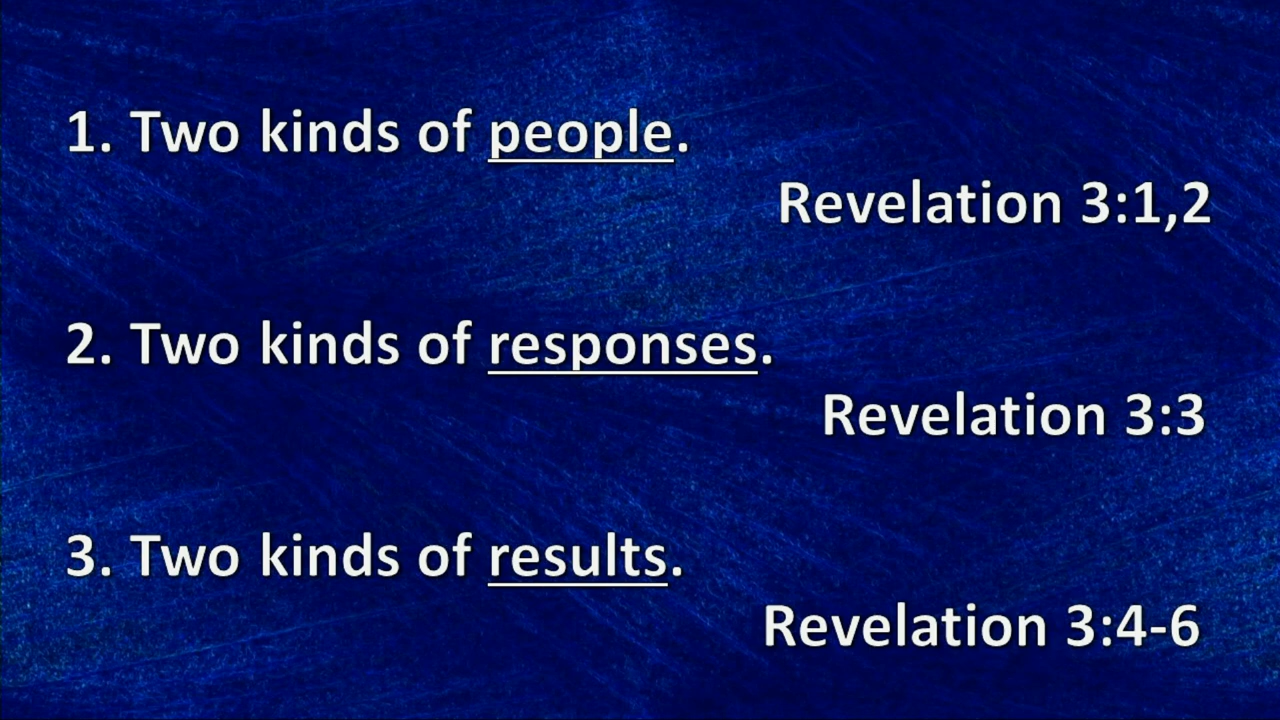 1. Two kinds of people.
Revelation 3:1,2
2. Two kinds of responses.
Revelation 3:3
3. Two kinds of results.
Revelation 3:4-6